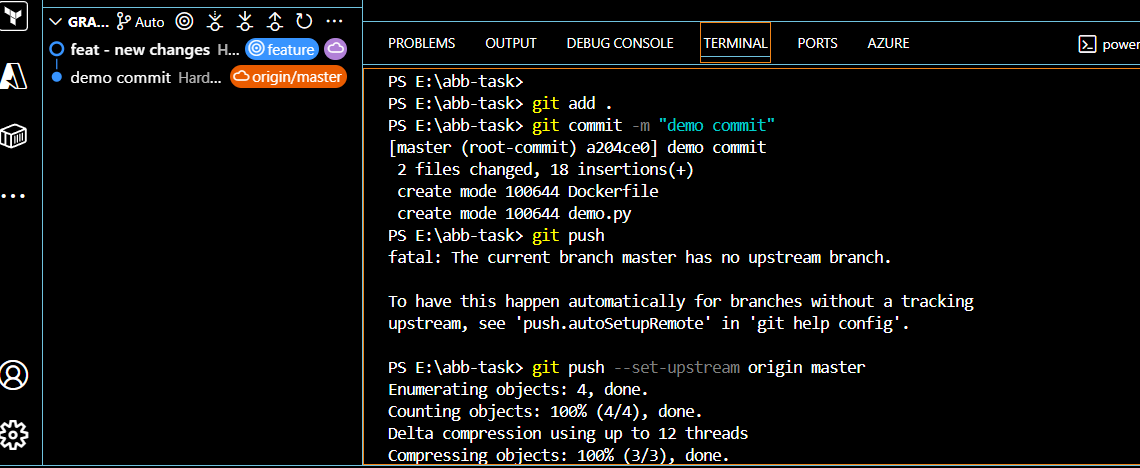 GRA... Auto ...
feat - new changes H... feature
demo commit Hard... origin/master
PROBLEMS OUTPUT DEBUG CONSOLE TERMINAL PORTS AZURE power
PS E:\abb-task>
PS E:\abb-task> git add .
PS E:\abb-task> git commit -m "demo commit"
[master (root-commit) a204ce0] demo commit
 2 files changed, 18 insertions(+)
 create mode 100644 Dockerfile
 create mode 100644 demo.py
PS E:\abb-task> git push
fatal: The current branch master has no upstream branch.
To have this happen automatically for branches without a tracking
upstream, see 'push.autoSetupRemote' in 'git help config'.
PS E:\abb-task> git push --set-upstream origin master
Enumerating objects: 4, done.
Counting objects: 100% (4/4), done.
Delta compression using up to 12 threads
Compressing objects: 100% (3/3), done.